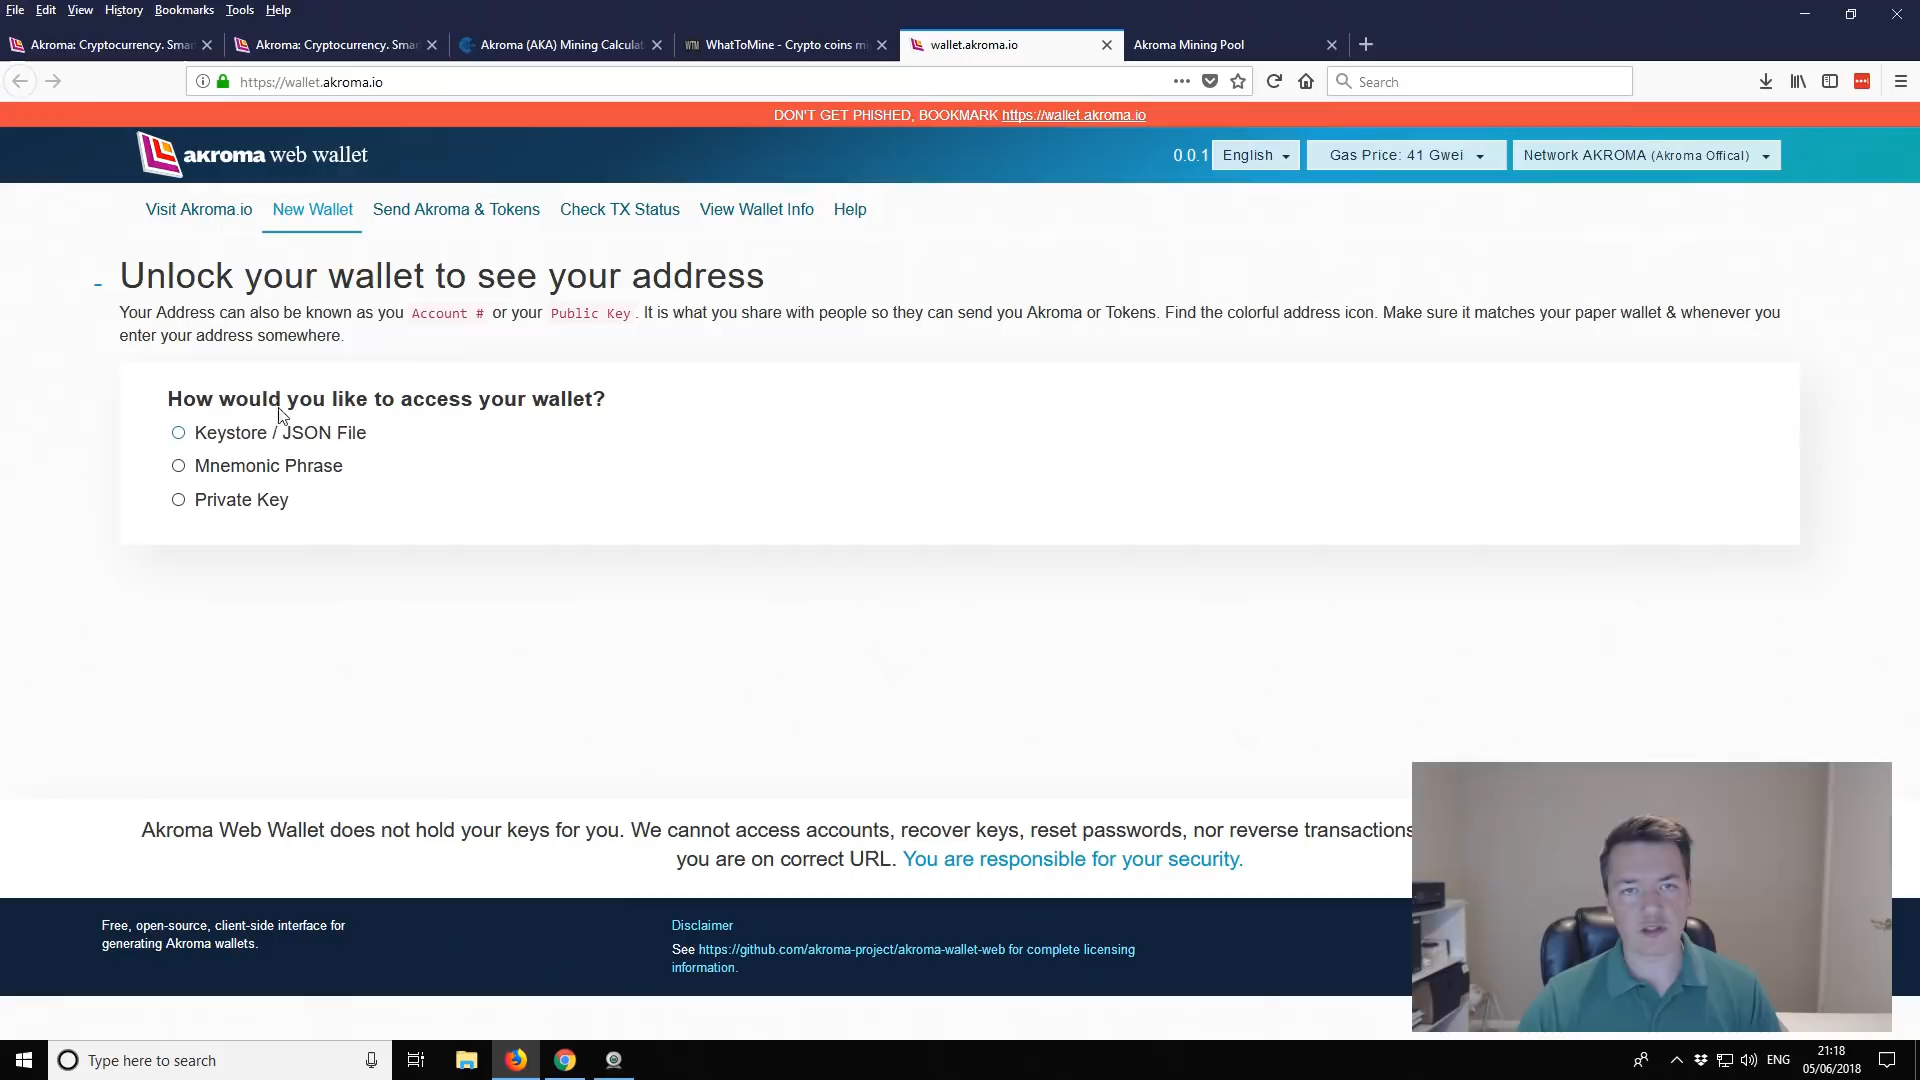 File Edit View History Bookmarks Tools Help
Akroma: Cryptocurrency. Smar
Akroma: Cryptocurrency. Smar
Akroma (AKA) Mining Calculat
WTM WhatToMine - Crypto coins mi
wallet.akroma.io
Akroma Mining Pool
https://wallet.akroma.io
Search
DON'T GET PHISHED, BOOKMARK https://wallet.akroma.io
akroma web wallet
0.0.1 English Gas Price: 41 Gwei Network AKROMA (Akroma Offical)
Visit Akroma.io New Wallet Send Akroma & Tokens Check TX Status View Wallet Info Help
- Unlock your wallet to see your address
Your Address can also be known as you Account # or your Public Key. It is what you share with people so they can send you Akroma or Tokens. Find the colorful address icon. Make sure it matches your paper wallet & whenever you
enter your address somewhere.
How would you like to access your wallet?
Keystore / JSON File
Mnemonic Phrase
Private Key
Akroma Web Wallet does not hold your keys for you. We cannot access accounts, recover keys, reset passwords, nor reverse transactions
you are on correct URL. You are responsible for your security.
Free, open-source, client-side interface for
generating Akroma wallets.
Disclaimer
See https://github.com/akroma-project/akroma-wallet-web for complete licensing
information.
Type here to search
ENG
21:18
05/06/2018